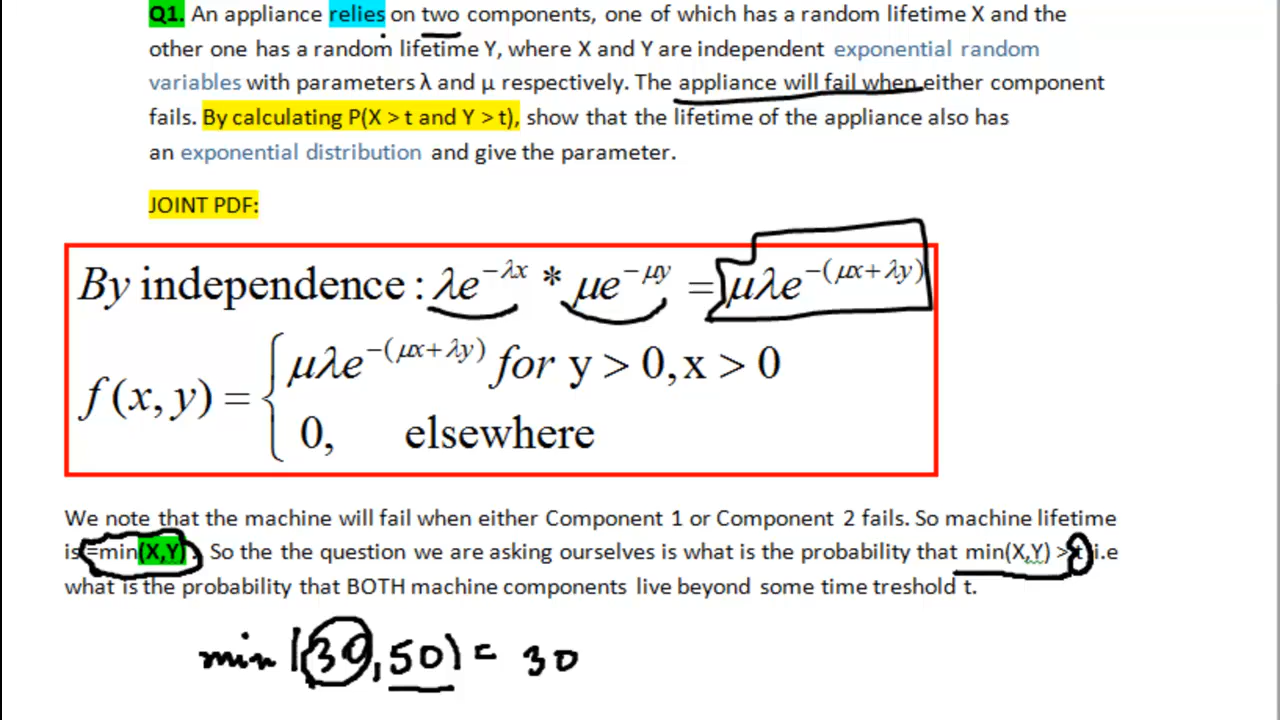 Q1. An appliance relies on two components, one of which has a random lifetime X and the
other one has a random lifetime Y, where X and Y are independent exponential random
variables with parameters λ and μ respectively. The appliance will fail when either component
fails. By calculating P(X > t and Y > t), show that the lifetime of the appliance also has
an exponential distribution and give the parameter.
JOINT PDF:
By independence : λe^{-λx} * μe^{-μy} = μλe^{-(μx+λy)}
f(x, y) = { μλe^{-(μx+λy)} for y > 0, x > 0
0, elsewhere
We note that the machine will fail when either Component 1 or Component 2 fails. So machine lifetime
is =min(X,Y) . So the the question we are asking ourselves is what is the probability that min(X,Y) > t i.e
what is the probability that BOTH machine components live beyond some time treshold t.
min (30, 50) = 30